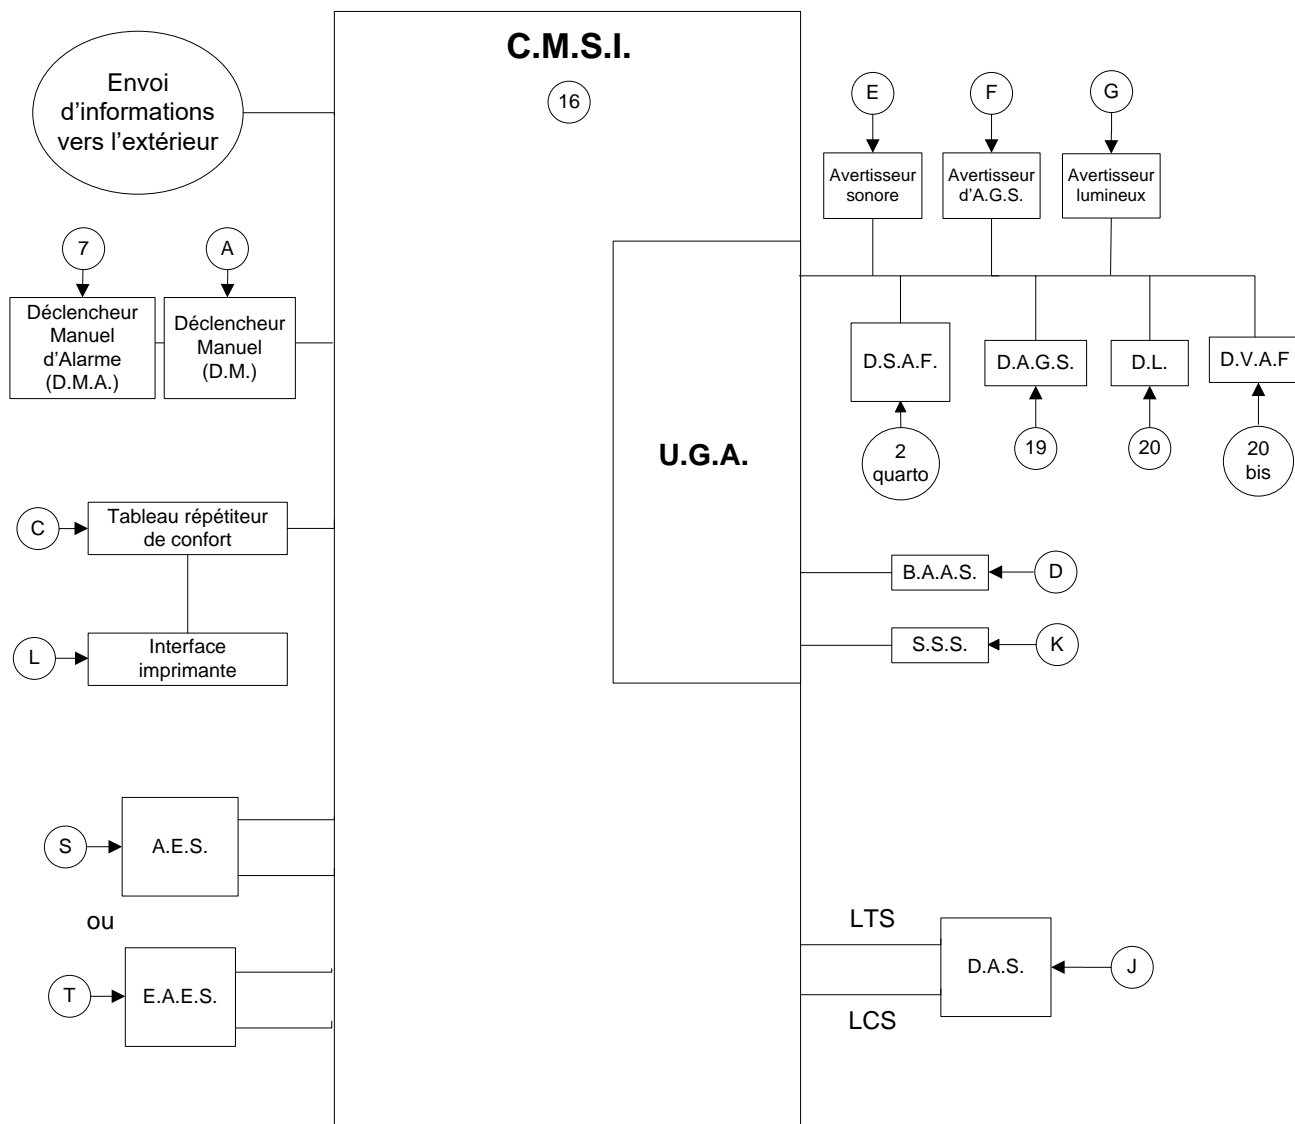 C.M.S.I.
16
Envoi
d'informations
vers l'extérieur
E
F
G
Avertisseur
sonore
Avertisseur
d'A.G.S.
Avertisseur
lumineux
7
A
Déclencheur
Manuel
d'Alarme
(D.M.A.)
Déclencheur
Manuel
(D.M.)
D.S.A.F.
D.A.G.S.
D.L.
D.V.A.F
2
quarto
19
20
20
bis
U.G.A.
C
Tableau répétiteur
de confort
B.A.A.S.
D
L
Interface
imprimante
S.S.S.
K
S
A.E.S.
ou
T
E.A.E.S.
LTS
D.A.S.
J
LCS